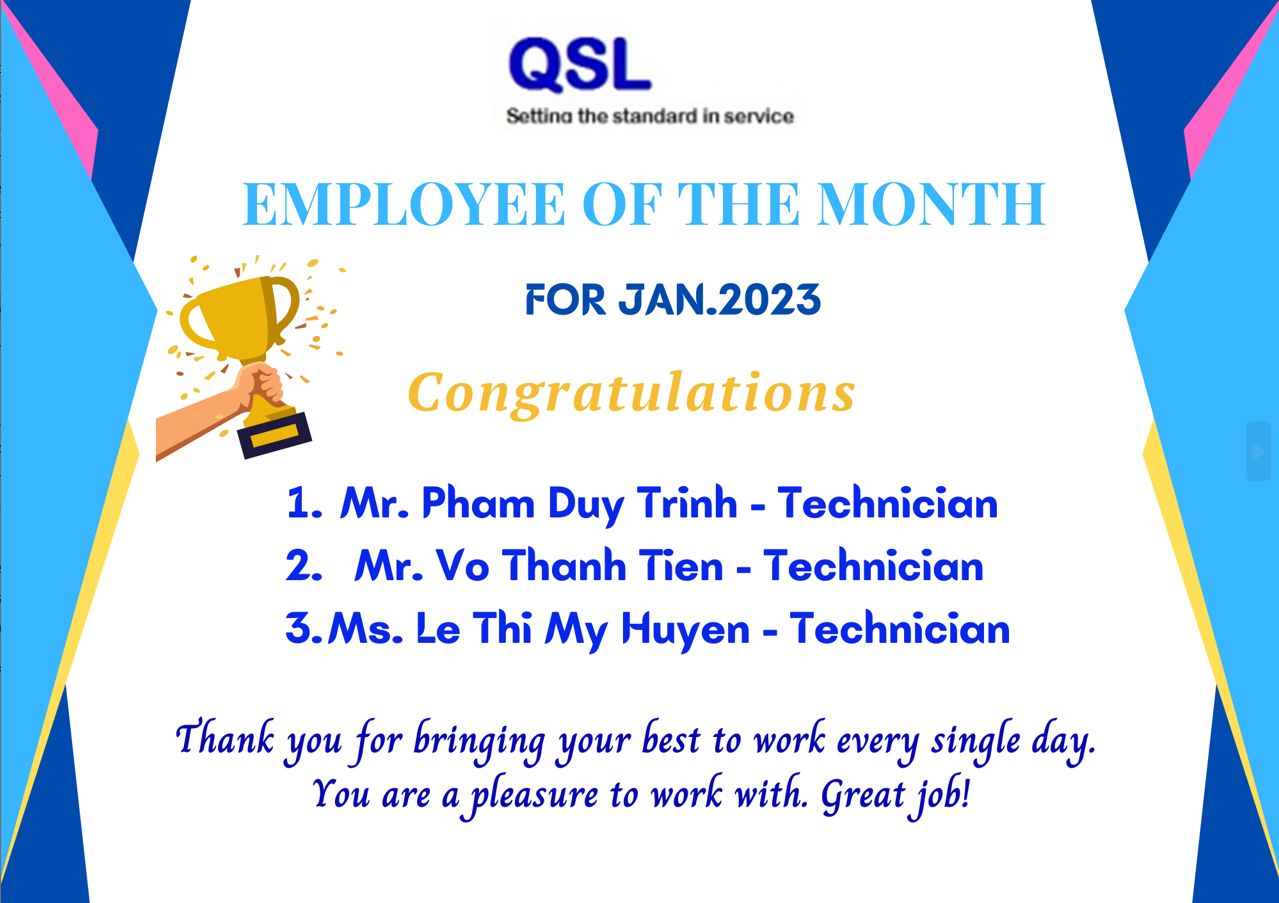 QSL
Setting the standard in service
EMPLOYEE OF THE MONTH
FOR JAN.2023
Congratulations
1. Mr. Pham Duy Trinh - Technician
2. Mr. Vo Thanh Tien - Technician
3.Ms. Le Thi My Huyen - Technician
Thank you for bringing your best to work every single day.
You are a pleasure to work with. Great job!